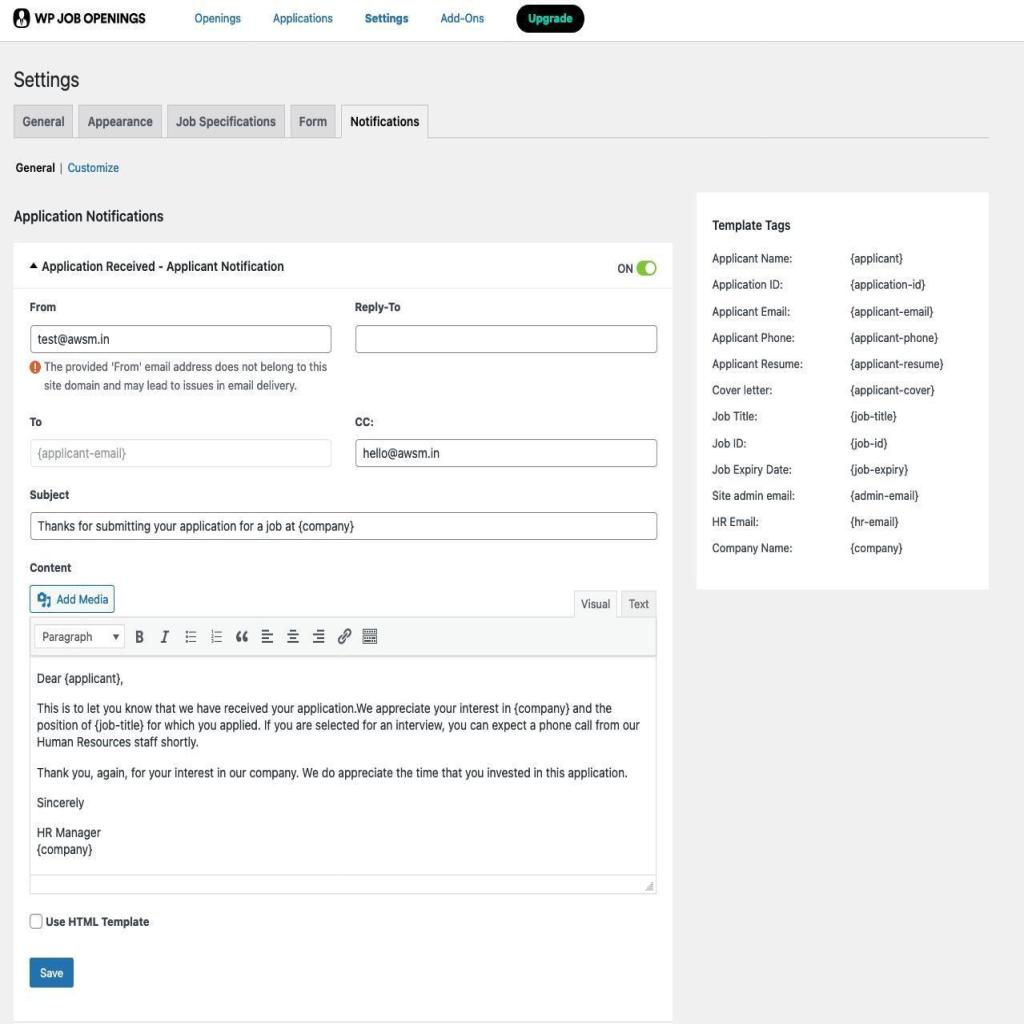 WP JOB OPENINGS
Openings
Applications
Settings
Add-Ons
Upgrade
Settings
General
Appearance
Job Specifications
Form
Notifications
General | Customize
Application Notifications
Application Received - Applicant Notification
ON
From
Reply-To
test@awsm.in
The provided 'From' email address does not belong to this
site domain and may lead to issues in email delivery.
To
CC:
{applicant-email}
hello@awsm.in
Subject
Thanks for submitting your application for a job at {company}
Content
Add Media
Visual
Text
Paragraph
Dear {applicant},
This is to let you know that we have received your application.We appreciate your interest in {company} and the
position of {job-title} for which you applied. If you are selected for an interview, you can expect a phone call from our
Human Resources staff shortly.
Thank you, again, for your interest in our company. We do appreciate the time that you invested in this application.
Sincerely
HR Manager
{company}
Use HTML Template
Save
Template Tags
Applicant Name: {applicant}
Application ID: {application-id}
Applicant Email: {applicant-email}
Applicant Phone: {applicant-phone}
Applicant Resume: {applicant-resume}
Cover letter: {applicant-cover}
Job Title: {job-title}
Job ID: {job-id}
Job Expiry Date: {job-expiry}
Site admin email: {admin-email}
HR Email: {hr-email}
Company Name: {company}